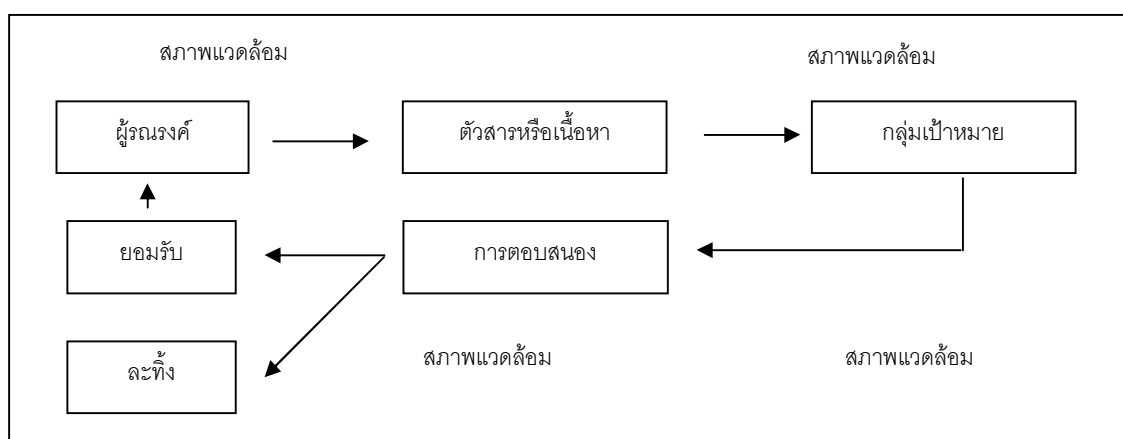 สภาพแวดล้อม
สภาพแวดล้อม
ผู้รณรงค์
ตัวสารหรือเนื้อหา
กลุ่มเป้าหมาย
ยอมรับ
การตอบสนอง
ละทิ้ง
สภาพแวดล้อม
สภาพแวดล้อม